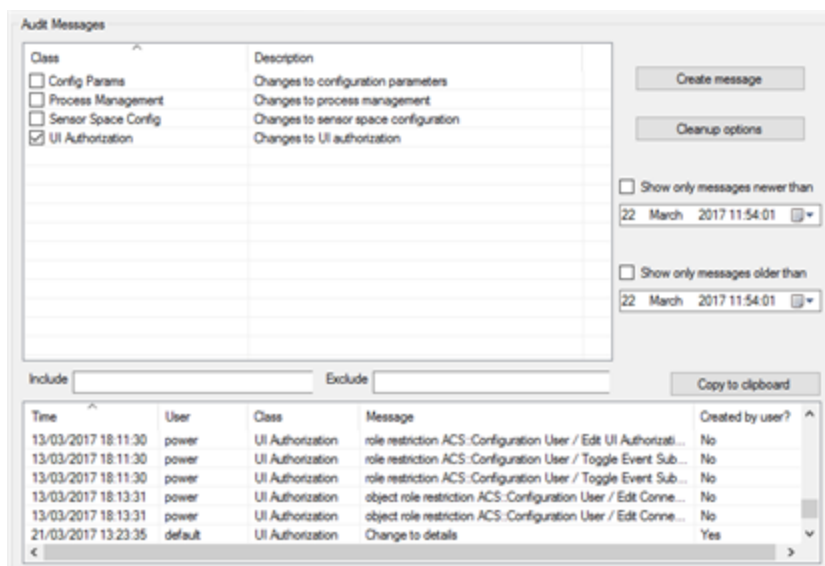 Audit Messages
Class Description
Config Params Changes to configuration parameters
Process Management Changes to process management
Sensor Space Config Changes to sensor space configuration
UI Authorization Changes to UI authorization
Create message
Cleanup options
Show only messages newer than
22 March 2017 11:54:01
Show only messages older than
22 March 2017 11:54:01
Include Exclude Copy to clipboard
Time User Class Message Created by user?
13/03/2017 18:11:30 power UI Authorization role restriction ACS::Configuration User / Edit UI Authorizati... No
13/03/2017 18:11:30 power UI Authorization role restriction ACS::Configuration User / Toggle Event Sub... No
13/03/2017 18:11:30 power UI Authorization role restriction ACS::Configuration User / Toggle Event Sub... No
13/03/2017 18:13:31 power UI Authorization object role restriction ACS::Configuration User / Edit Conne... No
13/03/2017 18:13:31 power UI Authorization object role restriction ACS::Configuration User / Edit Conne... No
21/03/2017 13:23:35 default UI Authorization Change to details Yes